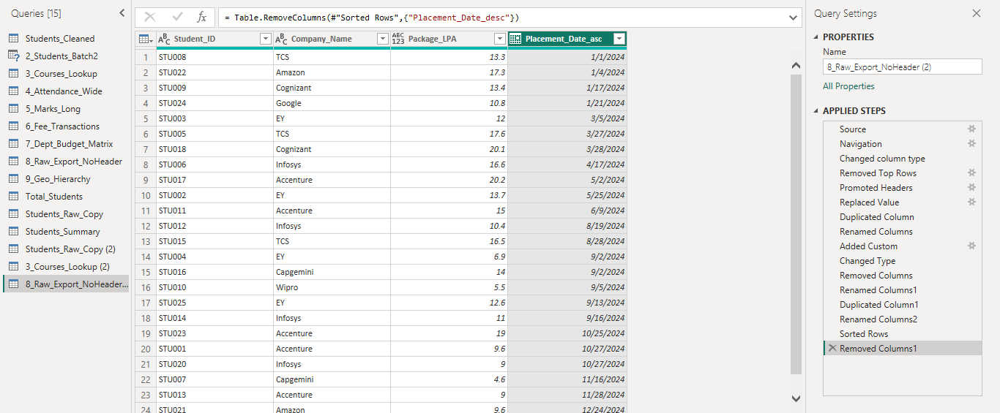 Queries [15]
Students_Cleaned
2_Students_Batch2
3_Courses_Lookup
4_Attendance_Wide
5_Marks_Long
6_Fee_Transactions
7_Dept_Budget_Matrix
8_Raw_Export_NoHeader
9_Geo_Hierarchy
Total_Students
Students_Raw_Copy
Students_Summary
Students_Raw_Copy (2)
3_Courses_Lookup (2)
8_Raw_Export_NoHeader...
fx = Table.RemoveColumns(#"Sorted Rows",{"Placement_Date_desc"})
ABC Student_ID ABC Company_Name ABC 123 Package_LPA Placement_Date_asc
1 STU008 TCS 13.3 1/1/2024
2 STU022 Amazon 17.3 1/4/2024
3 STU009 Cognizant 13.4 1/17/2024
4 STU024 Google 10.8 1/21/2024
5 STU003 EY 12 3/5/2024
6 STU005 TCS 17.6 3/27/2024
7 STU018 Cognizant 20.1 3/28/2024
8 STU006 Infosys 16.6 4/17/2024
9 STU017 Accenture 20.2 5/2/2024
10 STU002 EY 13.7 5/25/2024
11 STU011 Accenture 15 6/9/2024
12 STU012 Infosys 10.4 8/19/2024
13 STU015 TCS 16.5 8/28/2024
14 STU004 EY 6.9 9/2/2024
15 STU016 Capgemini 14 9/2/2024
16 STU010 Wipro 5.5 9/5/2024
17 STU025 EY 12.6 9/13/2024
18 STU014 Infosys 11 9/16/2024
19 STU023 Accenture 19 10/25/2024
20 STU001 Accenture 9.6 10/27/2024
21 STU020 Infosys 9 10/27/2024
22 STU007 Capgemini 4.6 11/16/2024
23 STU013 Accenture 9 11/28/2024
24 STU021 Amazon 9.6 12/24/2024
Query Settings
PROPERTIES
Name
8_Raw_Export_NoHeader (2)
All Properties
APPLIED STEPS
Source
Navigation
Changed column type
Removed Top Rows
Promoted Headers
Replaced Value
Duplicated Column
Renamed Columns
Added Custom
Changed Type
Removed Columns
Renamed Columns1
Duplicated Column1
Renamed Columns2
Sorted Rows
Removed Columns1